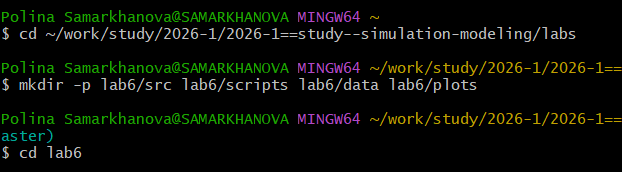 Polina Samarkhanova@SAMARKHANOVA MINGW64 ~
$ cd ~/work/study/2026-1/2026-1==study--simulation-modeling/labs
Polina Samarkhanova@SAMARKHANOVA MINGW64 ~/work/study/2026-1/2026-1==
$ mkdir -p lab6/src lab6/scripts lab6/data lab6/plots
Polina Samarkhanova@SAMARKHANOVA MINGW64 ~/work/study/2026-1/2026-1==
aster)
$ cd lab6